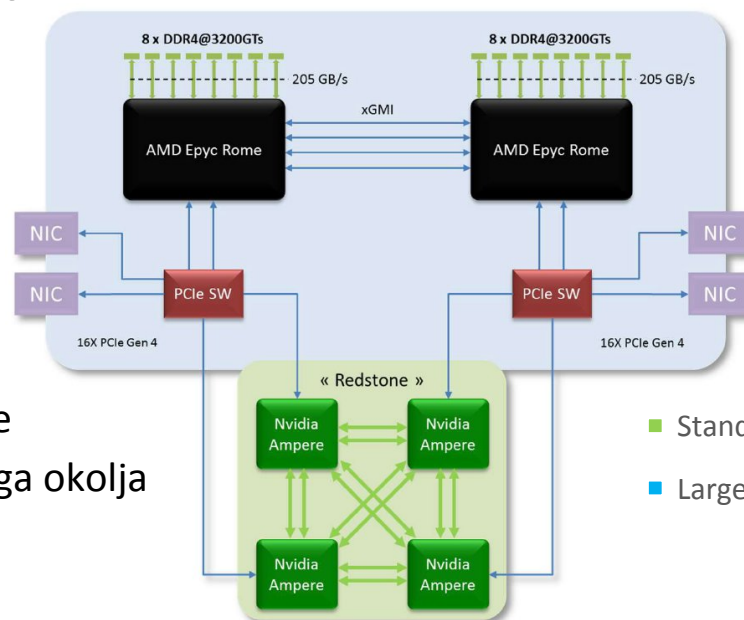 8 x DDR4@3200GTs
8 x DDR4@3200GTs
205 GB/s
205 GB/s
xGMI
AMD Epyc Rome
AMD Epyc Rome
NIC
NIC
NIC
PCIe SW
PCIe SW
NIC
16X PCIe Gen 4
16X PCIe Gen 4
« Redstone »
Nvidia
Ampere
Nvidia
Ampere
Nvidia
Ampere
Nvidia
Ampere
e
ga okolja
Stand
Large